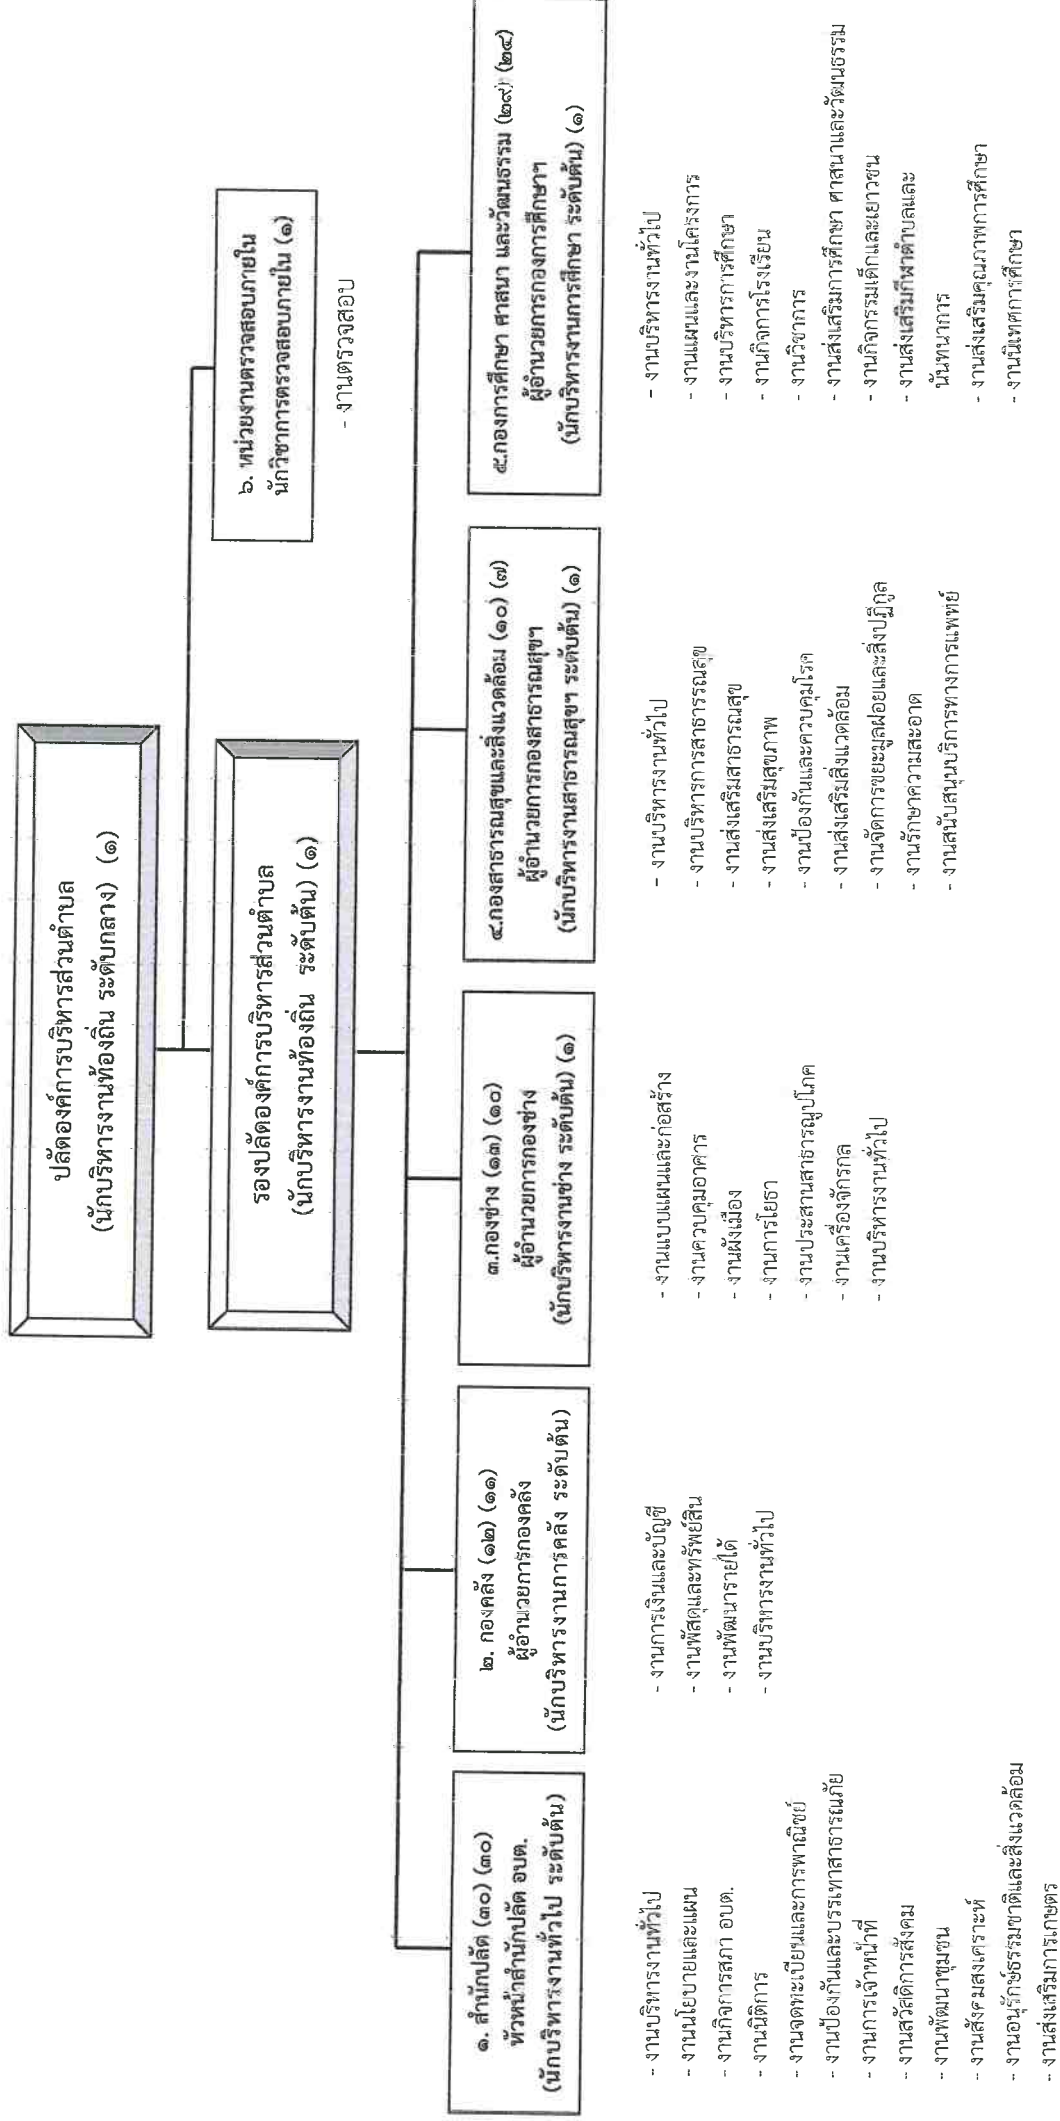 ปลัดองค์การบริหารส่วนตำบล
(นักบริหารงานท้องถิ่น ระดับกลาง) (๑)
รองปลัดองค์การบริหารส่วนตำบล
(นักบริหารงานท้องถิ่น ระดับต้น) (๑)
๖. หน่วยงานตรวจสอบภายใน
นักวิชาการตรวจสอบภายใน (๑)
- งานตรวจสอบ
๑. สำนักปลัด (๓๐) (๓๐)
หัวหน้าสำนักปลัด อบต.
(นักบริหารงานทั่วไป ระดับต้น)
- งานบริหารงานทั่วไป
- งานนโยบายและแผน
- งานกิจการสภา อบต.
- งานนิติการ
- งานจดทะเบียนและการพาณิชย์
- งานป้องกันและบรรเทาสาธารณภัย
- งานการเจ้าหน้าที่
- งานสวัสดิการสังคม
- งานพัฒนาชุมชน
- งานสังคมสงเคราะห์
- งานอนุรักษ์ธรรมชาติและสิ่งแวดล้อม
- งานส่งเสริมการเกษตร
๒. กองคลัง (๑๒) (๑๑)
ผู้อำนวยการกองคลัง
(นักบริหารงานการคลัง ระดับต้น)
- งานการเงินและบัญชี
- งานพัสดุและทรัพย์สิน
- งานพัฒนารายได้
- งานบริหารงานทั่วไป
๓.กองช่าง (๑๓) (๑๐)
ผู้อำนวยการกองช่าง
(นักบริหารงานช่าง ระดับต้น) (๑)
- งานแบบแผนและก่อสร้าง
- งานควบคุมอาคาร
- งานผังเมือง
- งานการโยธา
- งานประสานสาธารณูปโภค
- งานเครื่องจักรกล
- งานบริหารงานทั่วไป
๔.กองสาธารณสุขและสิ่งแวดล้อม (๑๐) (๗)
ผู้อำนวยการกองสาธารณสุขฯ
(นักบริหารงานสาธารณสุขฯ ระดับต้น) (๑)
- งานบริหารงานทั่วไป
- งานบริหารการสาธารรณสุข
- งานส่งเสริมสาธารณสุข
- งานส่งเสริมสุขภาพ
- งานป้องกันและควบคุมโรค
- งานส่งเสริมสิ่งแวดล้อม
- งานจัดการขยะมูลฝอยและสิ่งปฏิกูล
- งานรักษาความสะอาด
- งานสนับสนุนบริการทางการแพทย์
๕.กองการศึกษา ศาสนา และวัฒนธรรม (๒๙) (๒๔)
ผู้อำนวยการกองการศึกษาฯ
(นักบริหารงานการศึกษา ระดับต้น) (๑)
- งานบริหารงานทั่วไป
- งานแผนและงานโครงการ
- งานบริหารการศึกษา
- งานกิจการโรงเรียน
- งานวิชาการ
- งานส่งเสริมการศึกษา ศาสนาและวัฒนธรรม
- งานกิจกรรมเด็กและเยาวชน
- งานส่งเสริมกีฬาตำบลและ
นันทนาการ
- งานส่งเสริมคุณภาพการศึกษา
- งานนิเทศการศึกษา